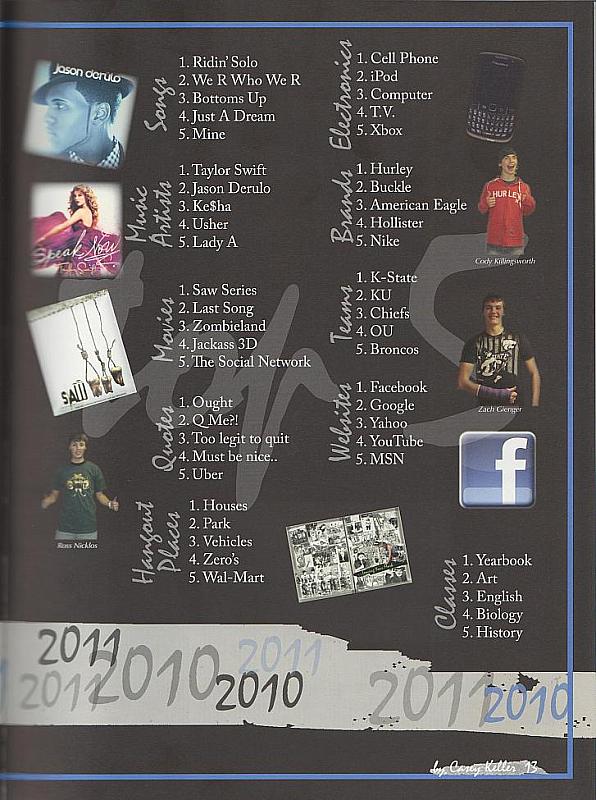 Songs
1. Ridin' Solo
2. We R Who We R
3. Bottoms Up
4. Just A Dream
5. Mine
Music
Artists
1. Taylor Swift
2. Jason Derulo
3. Ke$ha
4. Usher
5. Lady A
Movies
1. Saw Series
2. Last Song
3. Zombieland
4. Jackass 3D
5. The Social Network
Quotes
1. Ought
2. Q Me?!
3. Too legit to quit
4. Must be nice..
5. Uber
Hangout
Places
1. Houses
2. Park
3. Vehicles
4. Zero's
5. Wal-Mart
Electronics
1. Cell Phone
2. iPod
3. Computer
4. T.V.
5. Xbox
Brands
1. Hurley
2. Buckle
3. American Eagle
4. Hollister
5. Nike
Teams
1. K-State
2. KU
3. Chiefs
4. OU
5. Broncos
Websites
1. Facebook
2. Google
3. Yahoo
4. YouTube
5. MSN
Classes
1. Yearbook
2. Art
3. English
4. Biology
5. History
top 5
jason derulo
Speak Now
SAW
Ross Nicklos
HURLEY
Cody Killingsworth
STATE
Zach Gienger
f
2011
2011
2010
2011
2010
2011
2010
by Casey Keller 13